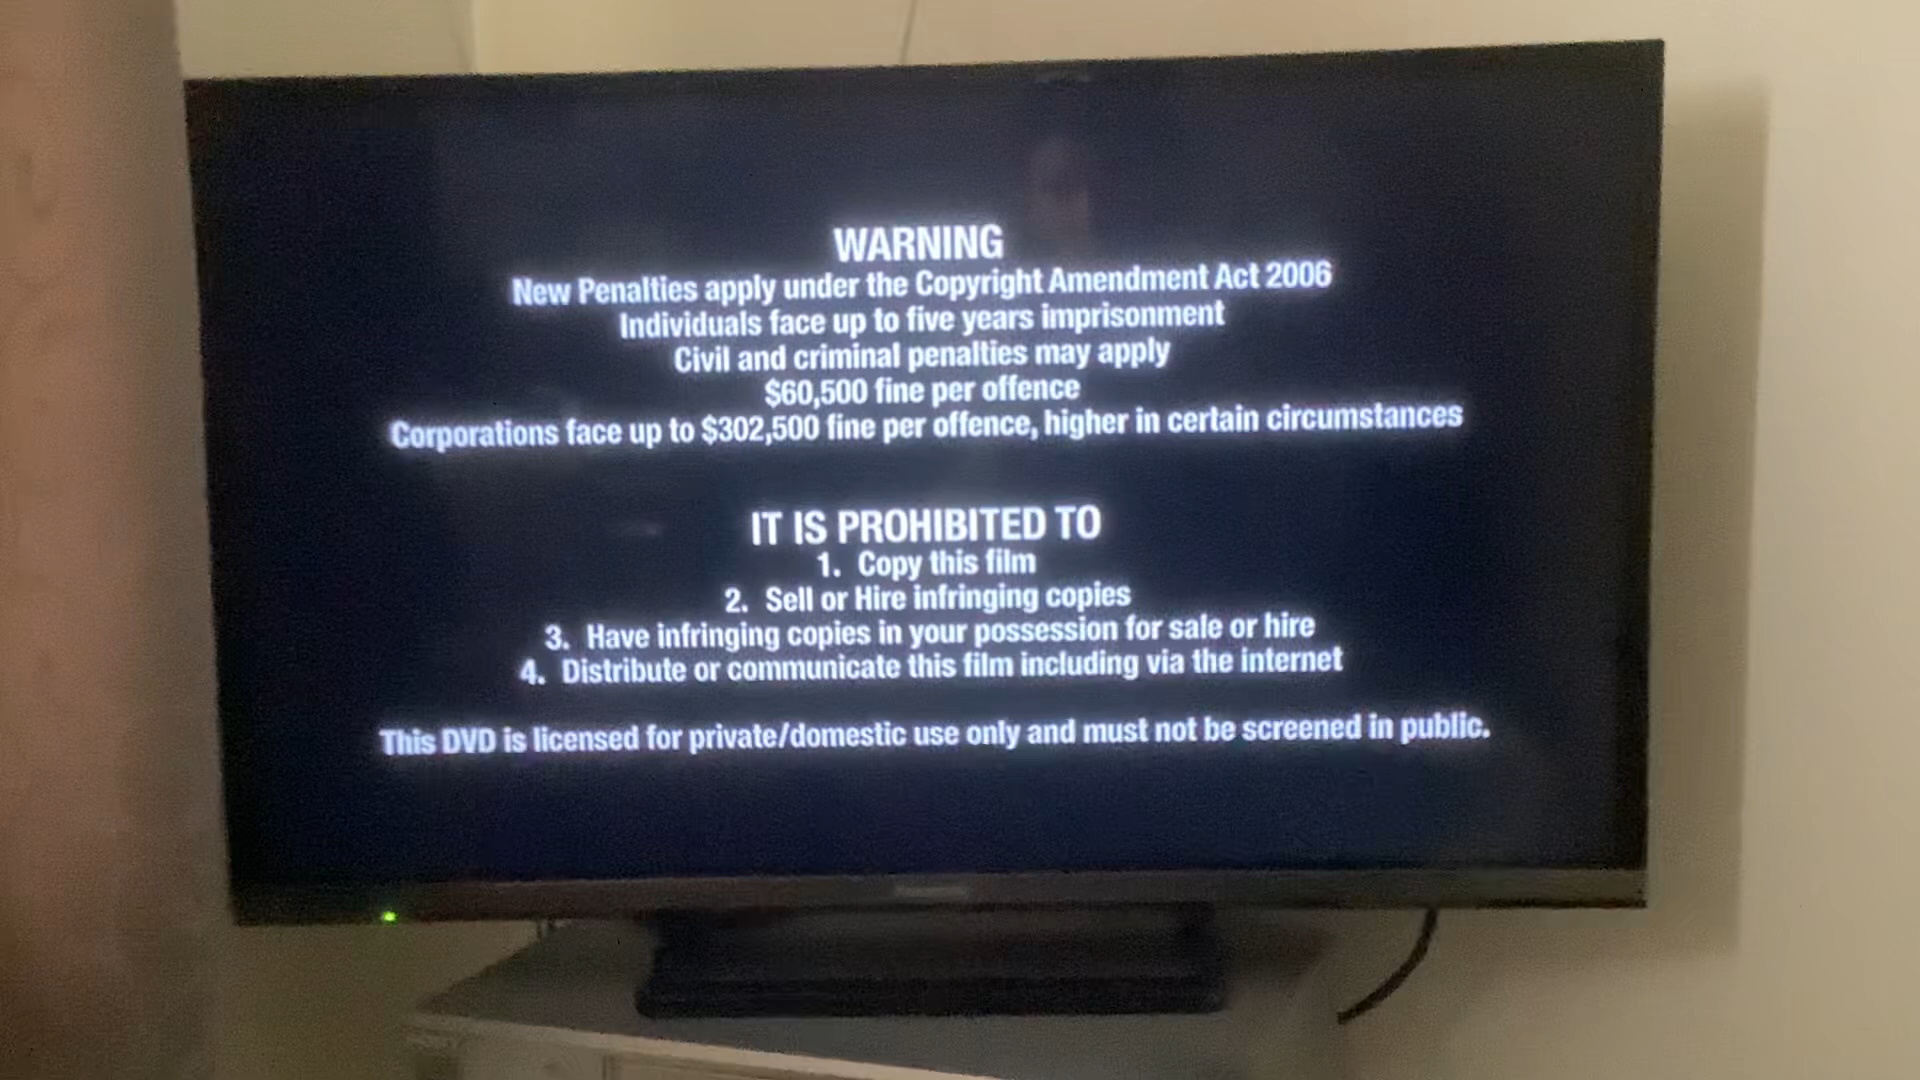 WARNING
New Penalties apply under the Copyright Amendment Act 2006
Individuals face up to five years imprisonment
Civil and criminal penalties may apply
$60,500 fine per offence
Corporations face up to $302,500 fine per offence, higher in certain circumstances
IT IS PROHIBITED TO
1. Copy this film
2. Sell or Hire infringing copies
3. Have infringing copies in your possession for sale or hire
4. Distribute or communicate this film including via the internet
This DVD is licensed for private/domestic use only and must not be screened in public.